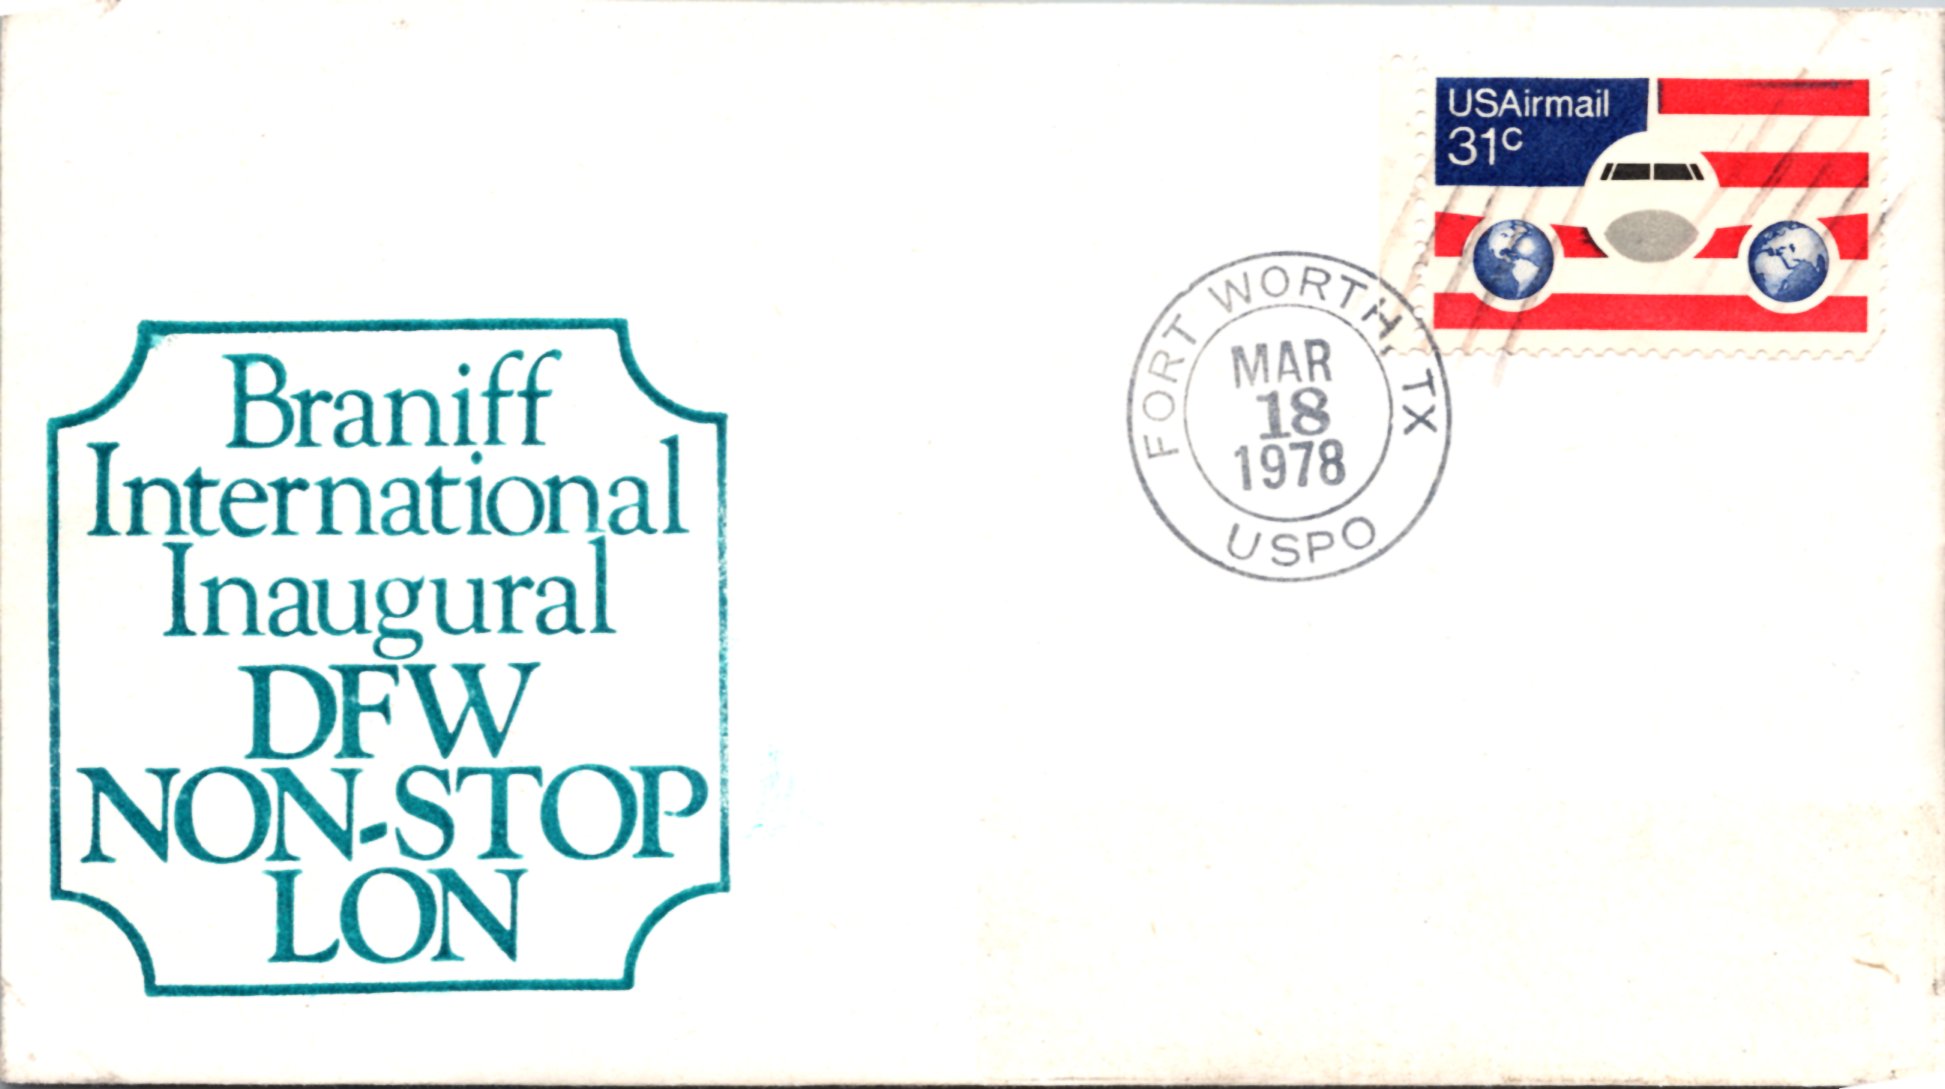 Braniff
International
Inaugural
DFW
NON-STOP
LON
USAirmail
31c
FORT WORTH, TX
MAR
18
1978
USPO